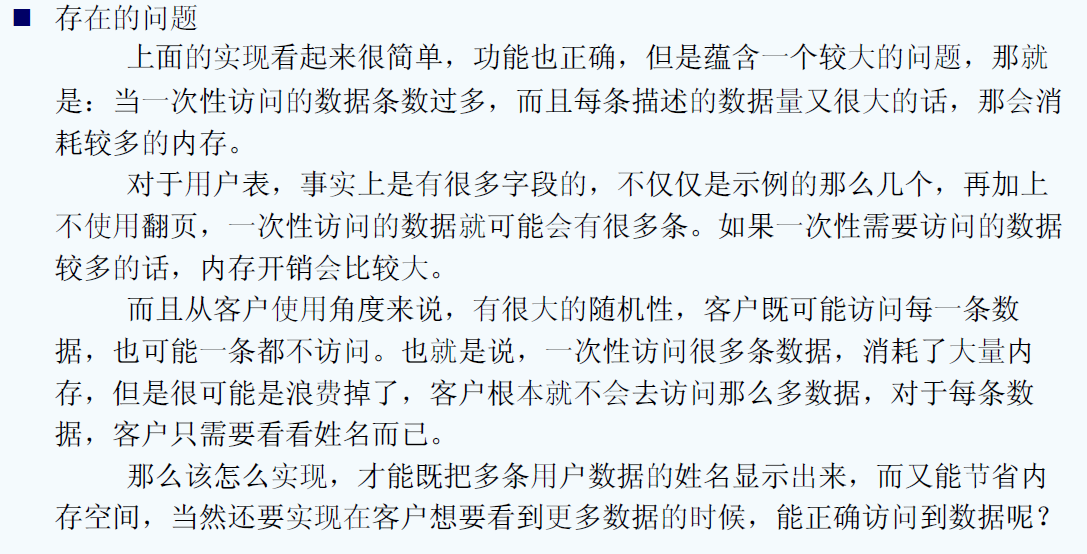 ■ 存在的问题
上面的实现看起来很简单，功能也正确，但是蕴含一个较大的问题，那就
是：当一次性访问的数据条数过多，而且每条描述的数据量又很大的话，那会消
耗较多的内存。
对于用户表，事实上是有很多字段的，不仅仅是示例的那么几个，再加上
不使用翻页，一次性访问的数据就可能会有很多条。如果一次性需要访问的数据
较多的话，内存开销会比较大。
而且从客户使用角度来说，有很大的随机性，客户既可能访问每一条数
据，也可能一条都不访问。也就是说，一次性访问很多条数据，消耗了大量内
存，但是很可能是浪费掉了，客户根本就不会去访问那么多数据，对于每条数
据，客户只需要看看姓名而已。
那么该怎么实现，才能既把多条用户数据的姓名显示出来，而又能节省内
存空间，当然还要实现在客户想要看到更多数据的时候，能正确访问到数据呢？